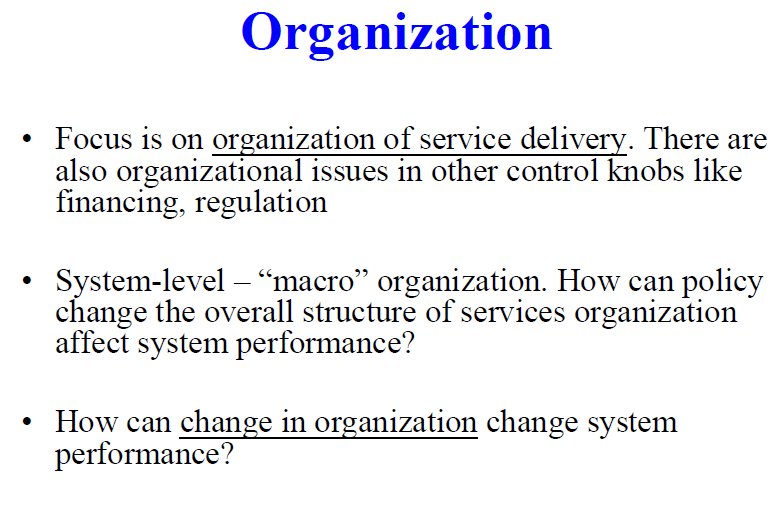 Organization
• Focus is on organization of service delivery. There are
also organizational issues in other control knobs like
financing, regulation
• System-level – “macro” organization. How can policy
change the overall structure of services organization
affect system performance?
• How can change in organization change system
performance?